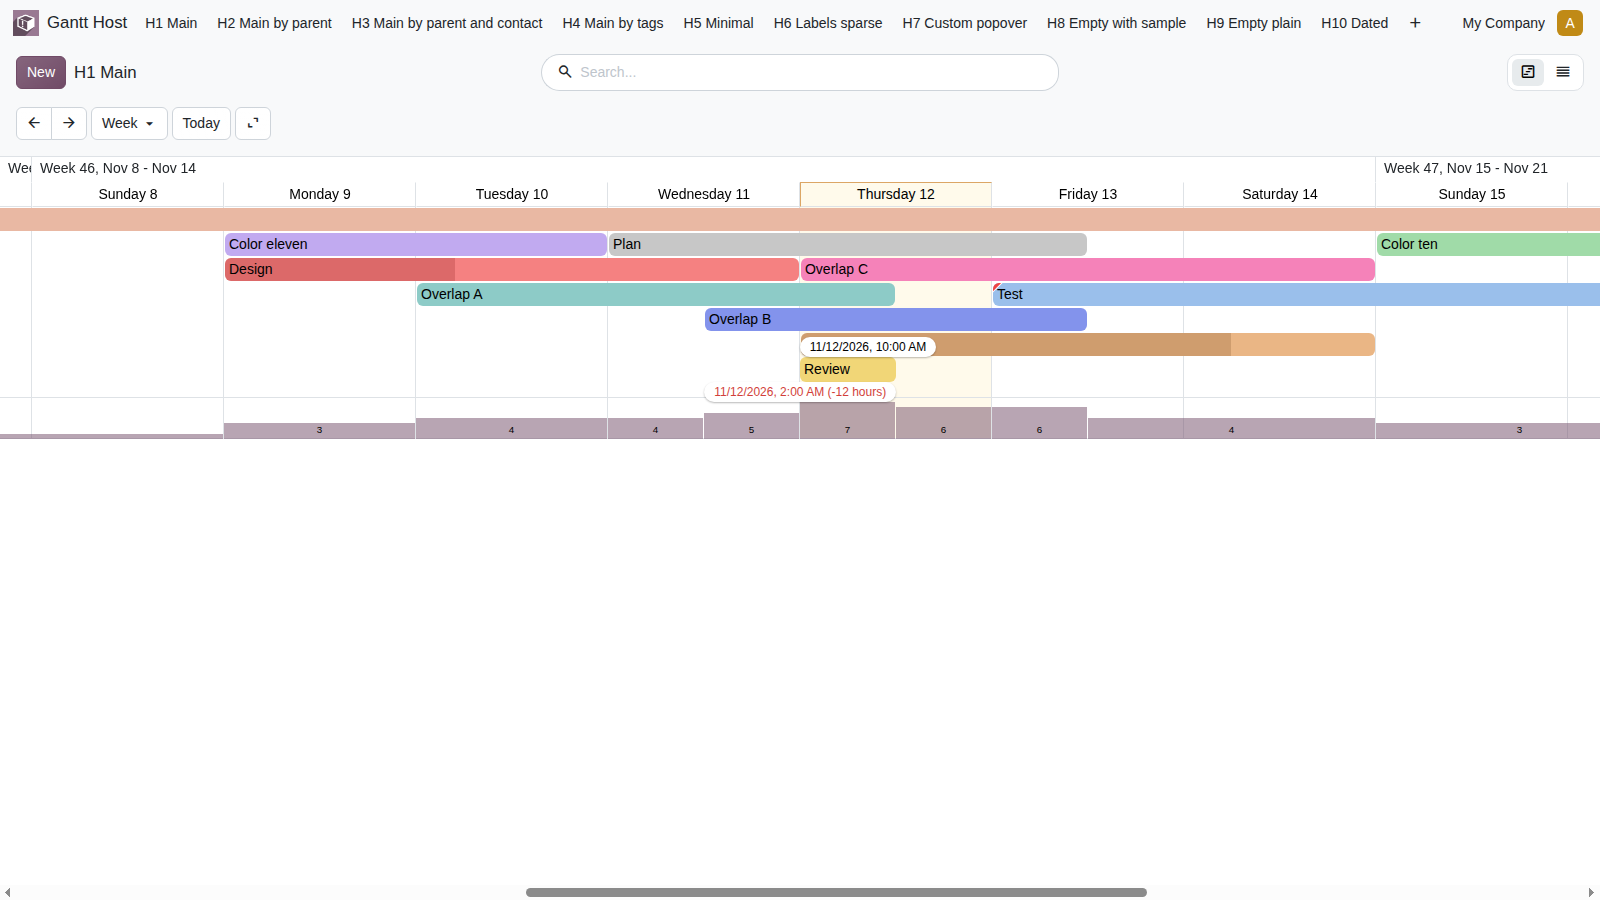 Gantt Host H1 Main H2 Main by parent H3 Main by parent and contact H4 Main by tags H5 Minimal H6 Labels sparse H7 Custom popover H8 Empty with sample H9 Empty plain H10 Dated + My Company A
New H1 Main Search...
Week Today
Wee Week 46, Nov 8 - Nov 14 Week 47, Nov 15 - Nov 21
Sunday 8 Monday 9 Tuesday 10 Wednesday 11 Thursday 12 Friday 13 Saturday 14 Sunday 15
Color eleven Plan Color ten
Design Overlap C
Overlap A Test
Overlap B
11/12/2026, 10:00 AM
Review
11/12/2026, 2:00 AM (-12 hours)
3 4 4 5 7 6 6 4 3